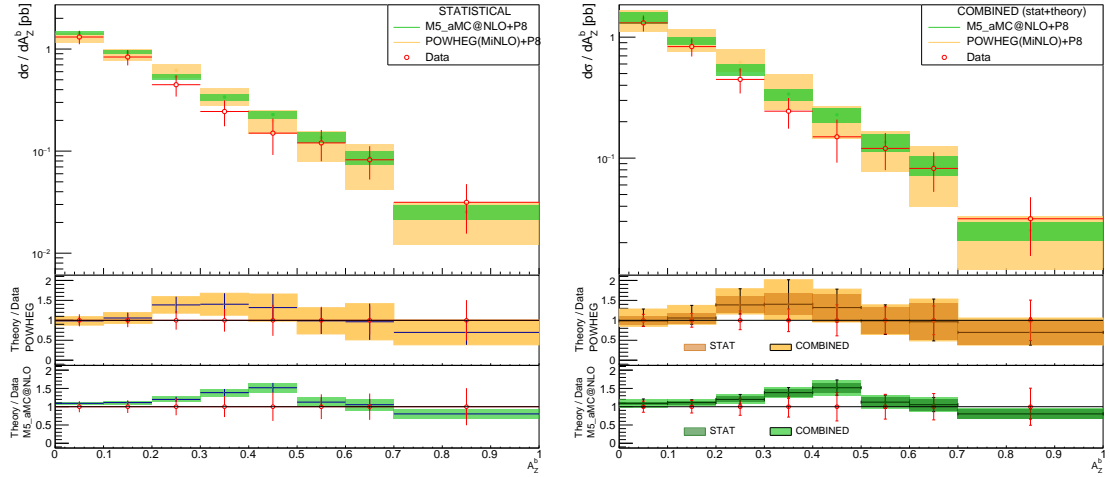 STATISTICAL
M5_aMC@NLO+P8
POWHEG(MiNLO)+P8
Data
dσ / dA_Z^b [pb]
1
10⁻¹
10⁻²
Theory / Data
POWHEG
2
1.5
1
0.5
0
Theory / Data
M5_aMC@NLO
2
1.5
1
0.5
0
0 0.1 0.2 0.3 0.4 0.5 0.6 0.7 0.8 0.9 1
A_Z^b
COMBINED (stat+theory)
M5_aMC@NLO+P8
POWHEG(MiNLO)+P8
Data
dσ / dA_Z^b [pb]
1
10⁻¹
Theory / Data
POWHEG
2
1.5
1
0.5
0
STAT COMBINED
Theory / Data
M5_aMC@NLO
2
1.5
1
0.5
0
STAT COMBINED
0 0.1 0.2 0.3 0.4 0.5 0.6 0.7 0.8 0.9 1
A_Z^b